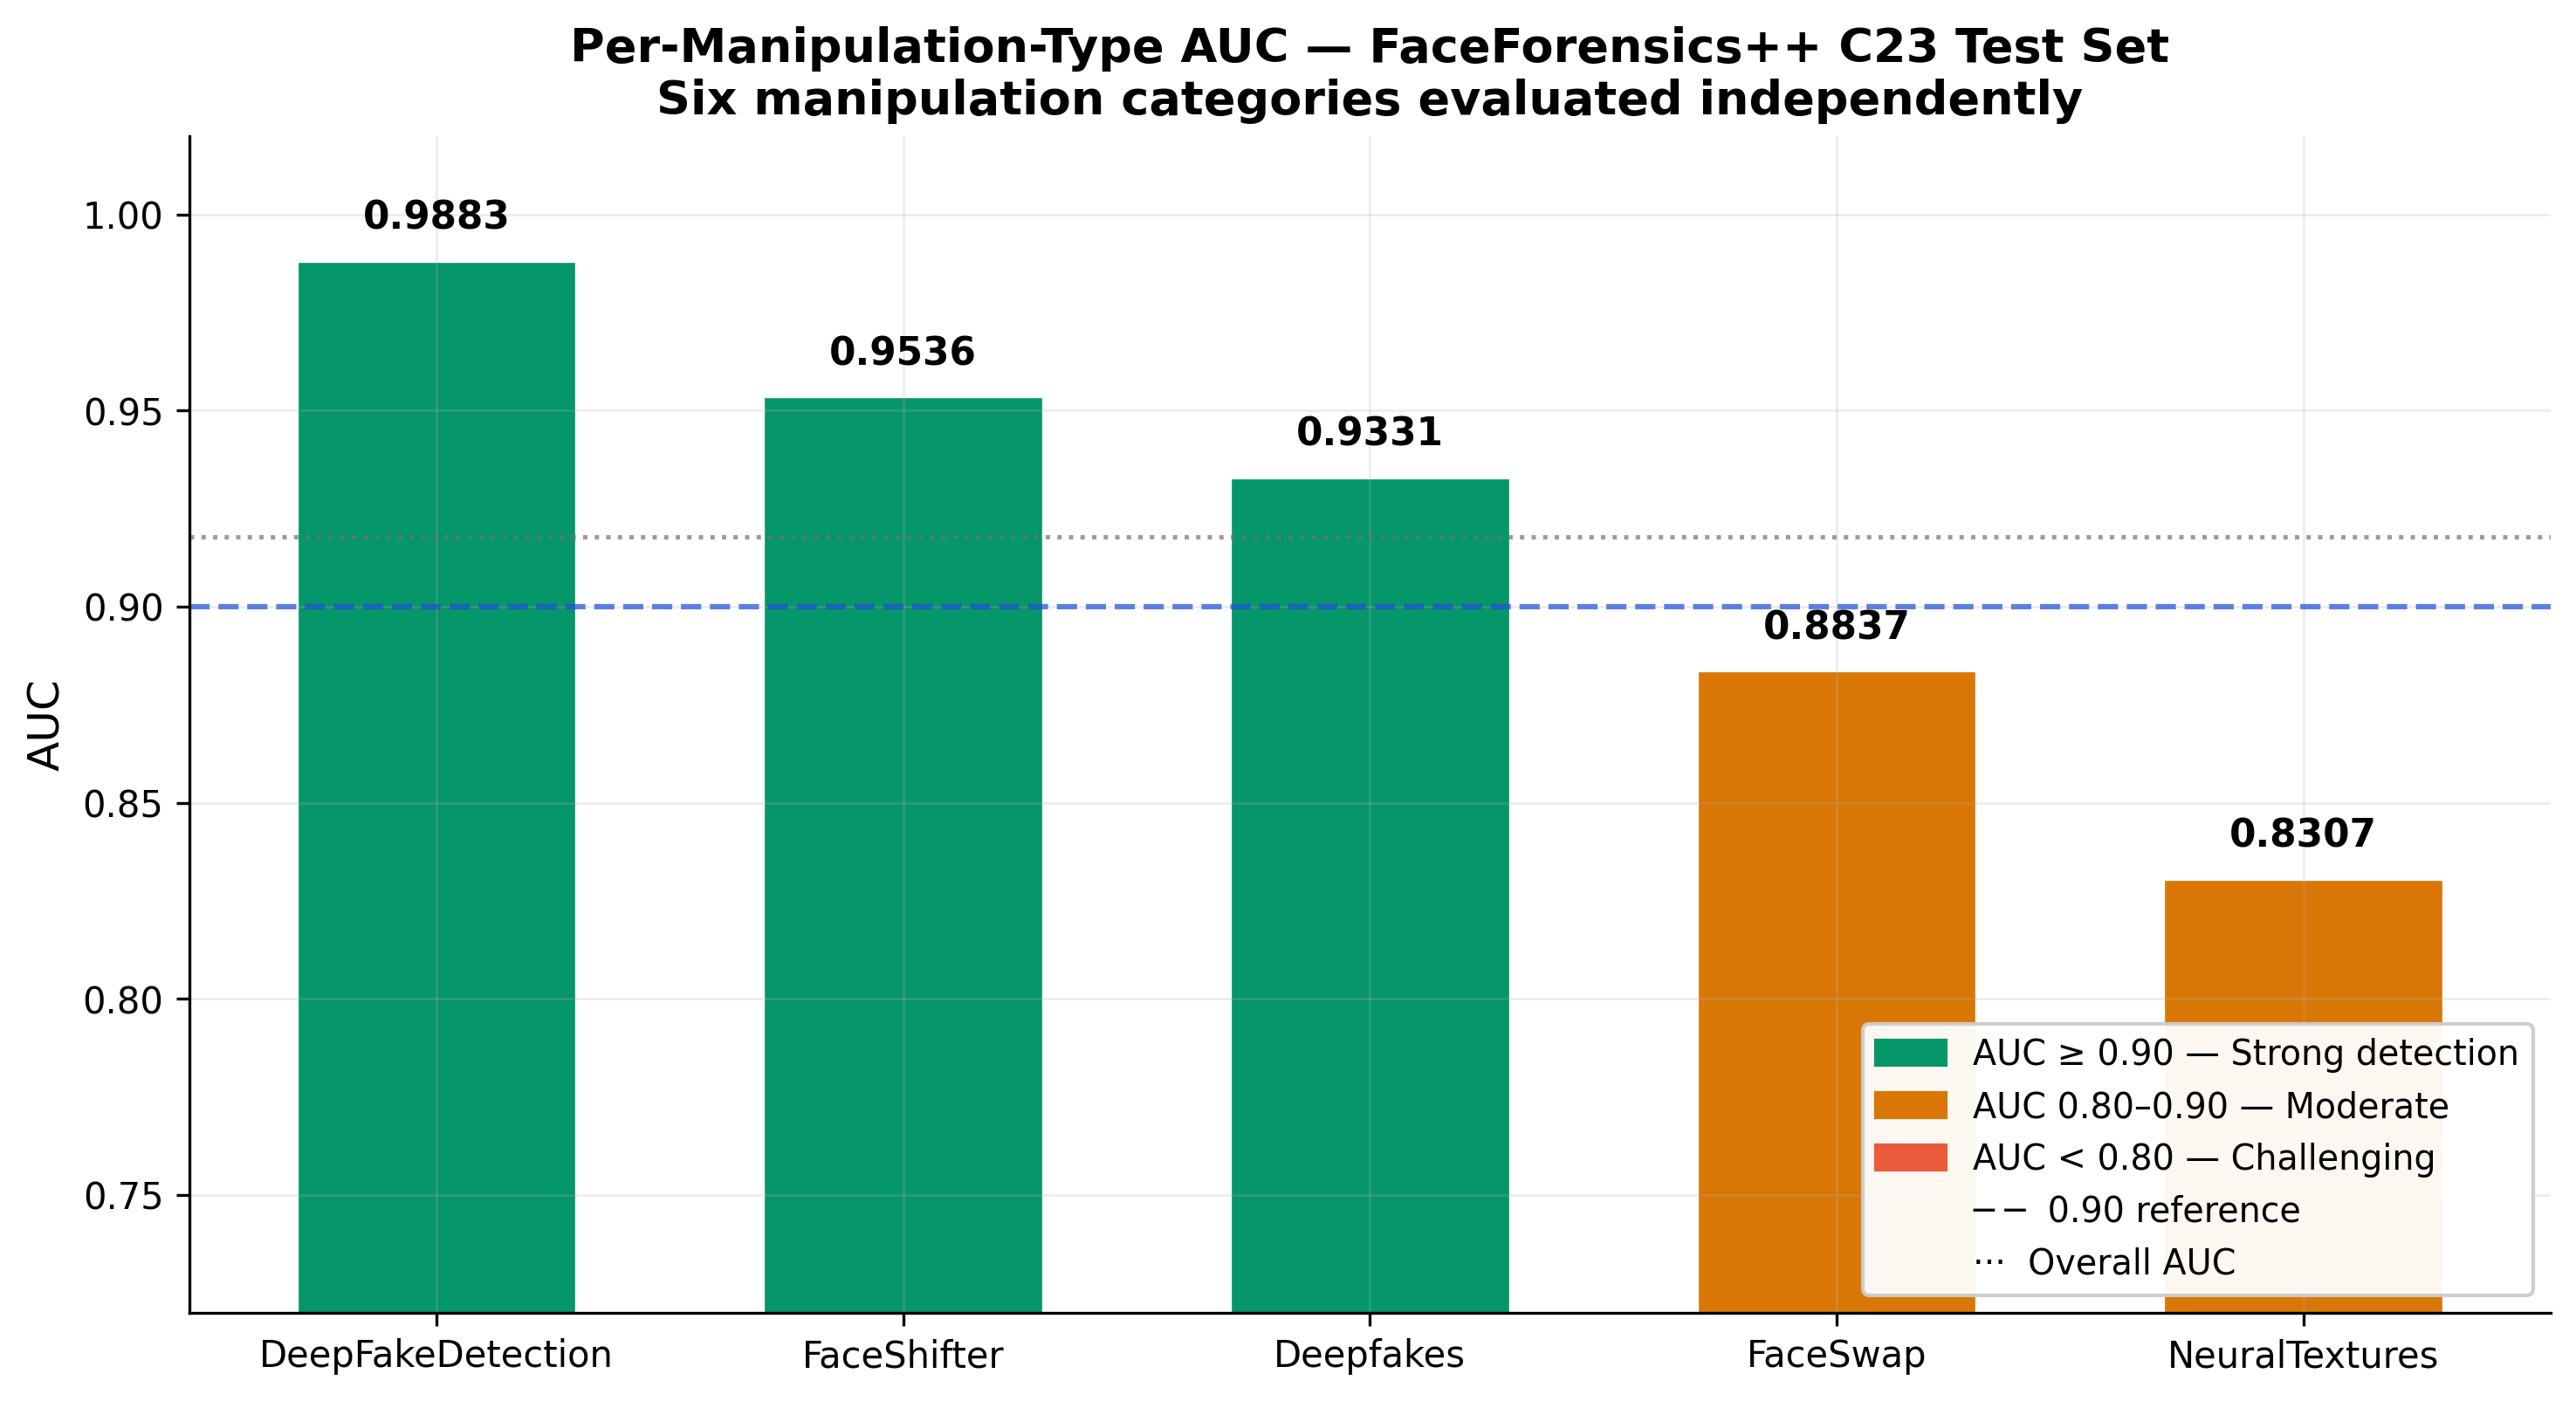 Per-Manipulation-Type AUC — FaceForensics++ C23 Test Set
Six manipulation categories evaluated independently
AUC
1.00
0.95
0.90
0.85
0.80
0.75
0.9883
0.9536
0.9331
0.8837
0.8307
AUC ≥ 0.90 — Strong detection
AUC 0.80–0.90 — Moderate
AUC < 0.80 — Challenging
−− 0.90 reference
··· Overall AUC
DeepFakeDetection
FaceShifter
Deepfakes
FaceSwap
NeuralTextures